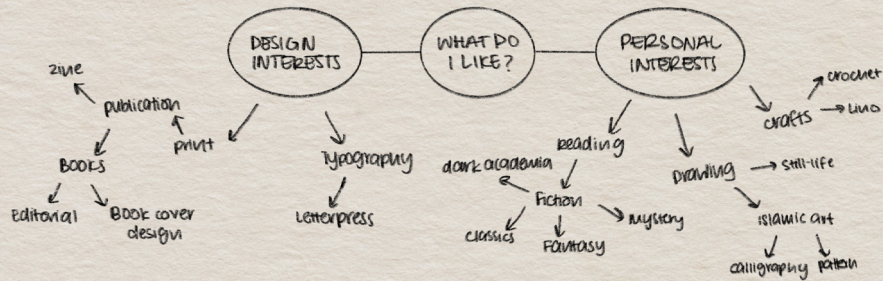 DESIGN
INTERESTS
WHAT DO
I LIKE?
PERSONAL
INTERESTS
zine
publication
print
BOOKS
Editorial
Book cover
design
Typography
Letterpress
Reading
dark academia
Fiction
classics
Fantasy
Mystery
Drawing
Still-life
Islamic art
calligraphy
pattern
crafts
crochet
Lino